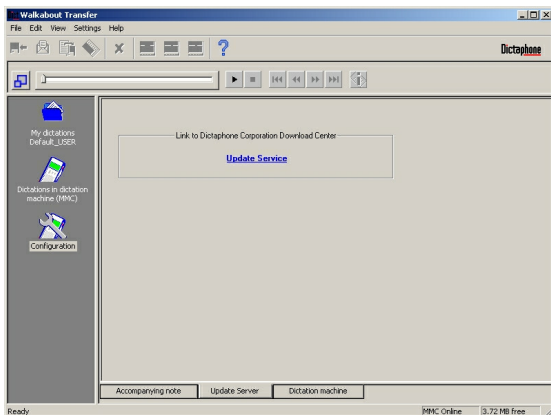 Walkabout Transfer
File Edit View Settings Help
Dictaphone
My dictations
Default_USER
Dictations in dictation
machine (MMC)
Configuration
Link to Dictaphone Corporation Download Center
Update Service
Accompanying note Update Server Dictation machine
Ready MMC Online 3.72 MB free